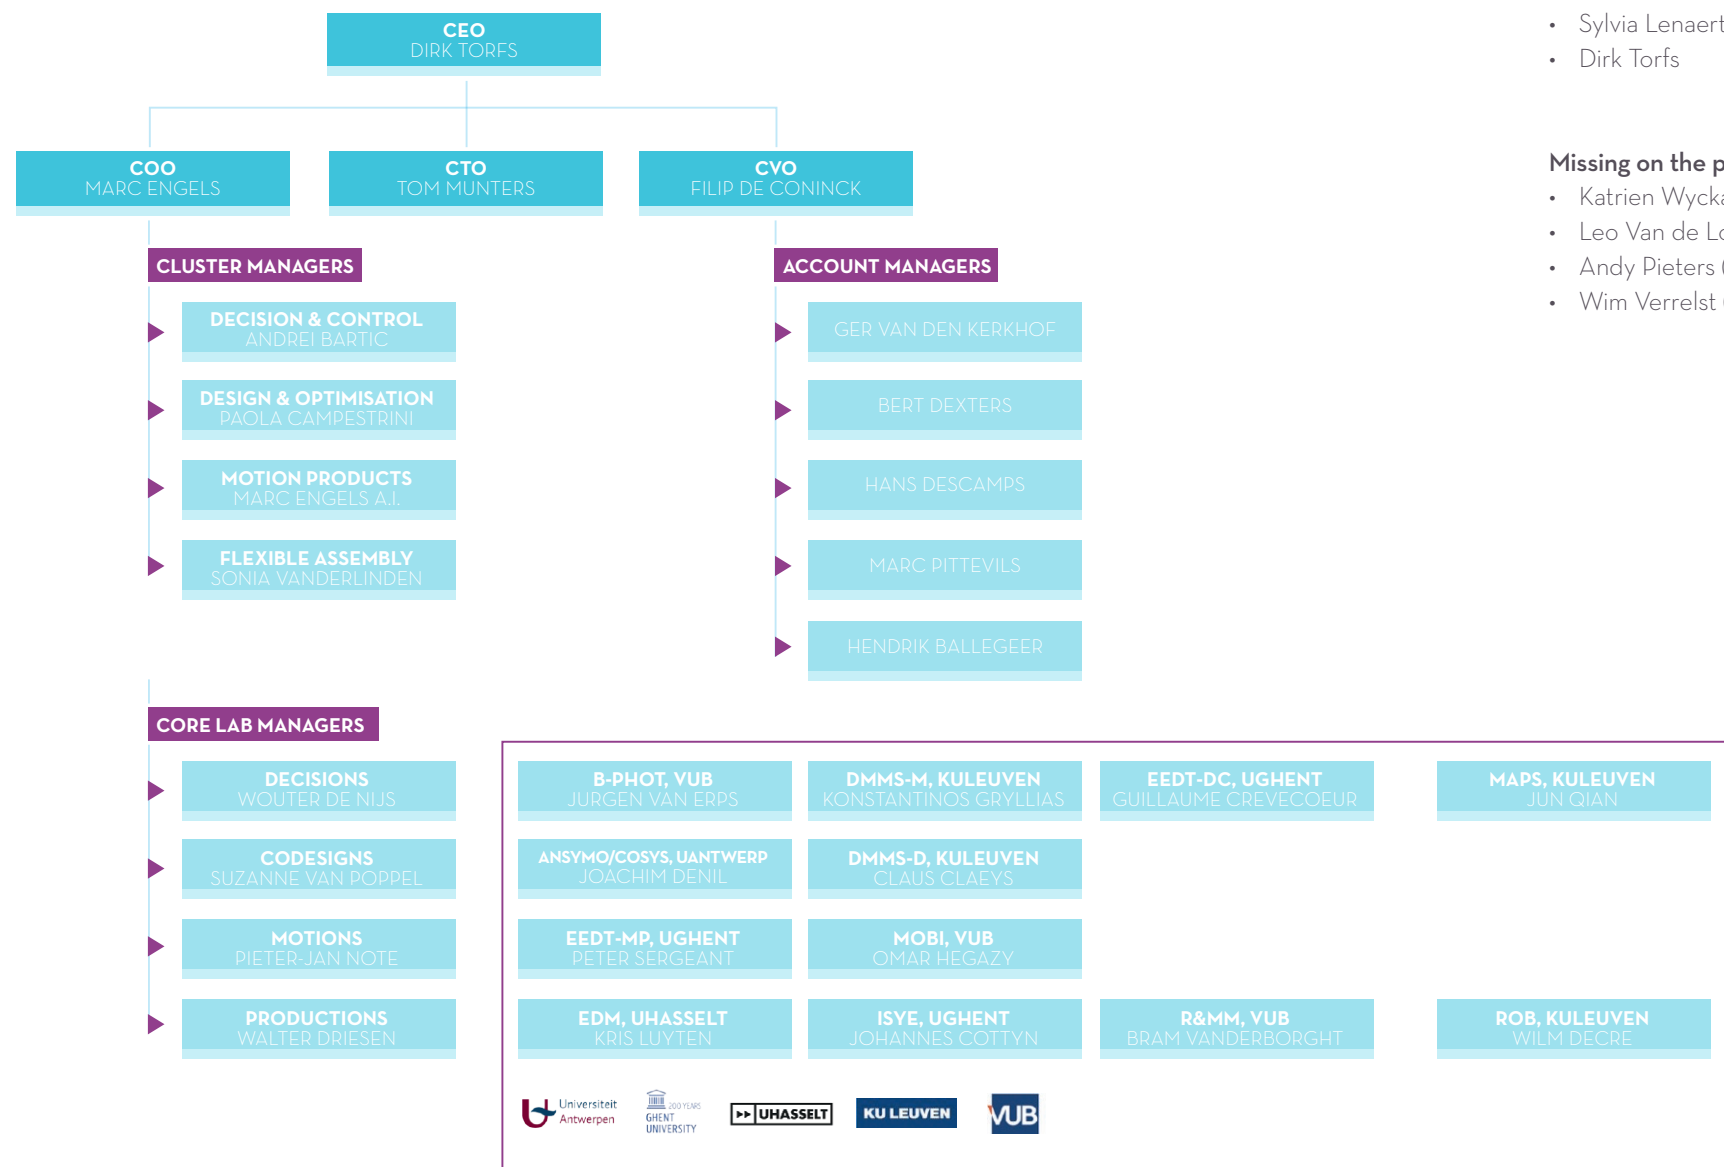 CEO
DIRK TORFS
COO
MARC ENGELS
CTO
TOM MUNTERS
CVO
FILIP DE CONINCK
CLUSTER MANAGERS
DECISION & CONTROL
ANDREI BARTIC
DESIGN & OPTIMISATION
PAOLA CAMPESTRINI
MOTION PRODUCTS
MARC ENGELS A.I.
FLEXIBLE ASSEMBLY
SONIA VANDERLINDEN
ACCOUNT MANAGERS
GER VAN DEN KERKHOF
BERT DEXTERS
HANS DESCAMPS
MARC PITTEVILS
HENDRIK BALLEGEER
CORE LAB MANAGERS
DECISIONS
WOUTER DE NIJS
B-PHOT, VUB
JURGEN VAN ERPS
DMMS-M, KULEUVEN
KONSTANTINOS GRYLLIAS
EEDT-DC, UGHENT
GUILLAUME CREVECOEUR
MAPS, KULEUVEN
JUN QIAN
CODESIGNS
SUZANNE VAN POPPEL
ANSYMO/COSYS, UANTWERP
JOACHIM DENIL
DMMS-D, KULEUVEN
CLAUS CLAEYS
MOTIONS
PIETER-JAN NOTE
EEDT-MP, UGHENT
PETER SERGEANT
MOBI, VUB
OMAR HEGAZY
PRODUCTIONS
WALTER DRIESEN
EDM, UHASSELT
KRIS LUYTEN
ISYE, UGHENT
JOHANNES COTTYN
R&MM, VUB
BRAM VANDERBORGHT
ROB, KULEUVEN
WILM DECRE
Universiteit
Antwerpen
200 YEARS
GHENT
UNIVERSITY
UHASSELT
KU LEUVEN
VUB
• Sylvia Lenaert
• Dirk Torfs
Missing on the p
• Katrien Wycka
• Leo Van de Lo
• Andy Pieters (
• Wim Verrelst (